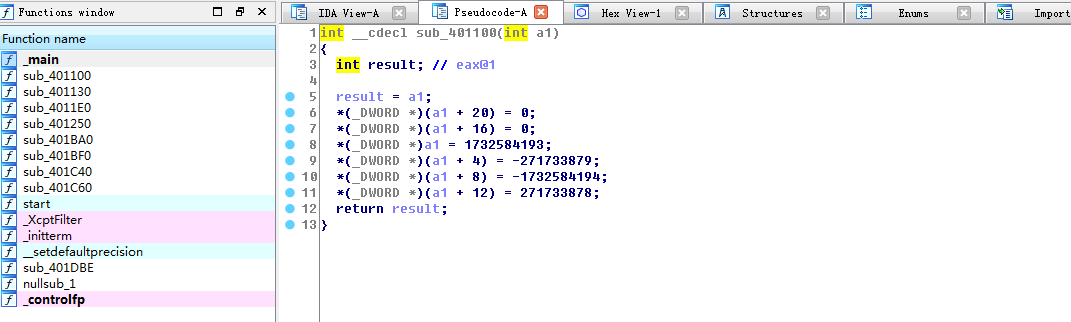 Functions window
Function name
f _main
f sub_401100
f sub_401130
f sub_4011E0
f sub_401250
f sub_401BA0
f sub_401BF0
f sub_401C40
f sub_401C60
f start
f _XcptFilter
f _initterm
f __setdefaultprecision
f sub_401DBE
f nullsub_1
f _controlfp
IDA View-A
Pseudocode-A
Hex View-1
Structures
Enums
Import
1 int __cdecl sub_401100(int a1)
2 {
3 int result; // eax@1
4
5 result = a1;
6 *(_DWORD *)(a1 + 20) = 0;
7 *(_DWORD *)(a1 + 16) = 0;
8 *(_DWORD *)a1 = 1732584193;
9 *(_DWORD *)(a1 + 4) = -271733879;
10 *(_DWORD *)(a1 + 8) = -1732584194;
11 *(_DWORD *)(a1 + 12) = 271733878;
12 return result;
13 }